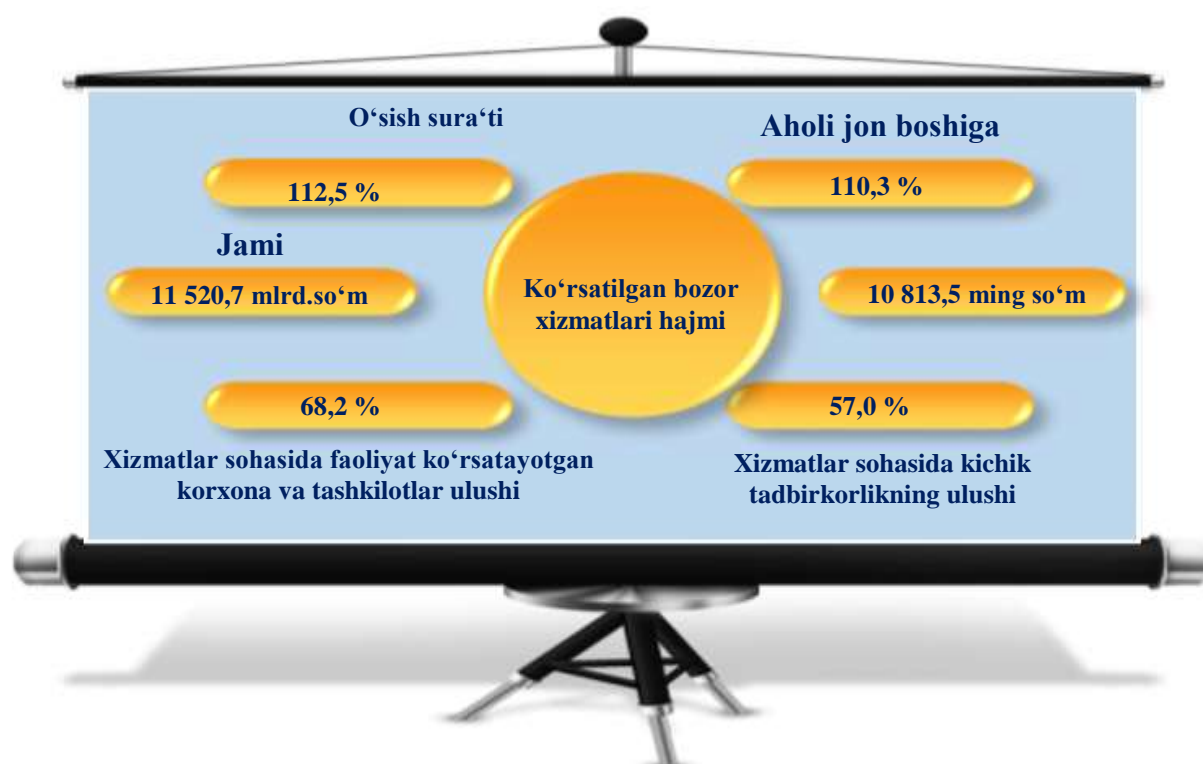 O‘sish sura‘ti
Aholi jon boshiga
112,5 %
110,3 %
Jami
11 520,7 mlrd.so‘m
Ko‘rsatilgan bozor
xizmatlari hajmi
10 813,5 ming so‘m
68,2 %
57,0 %
Xizmatlar sohasida faoliyat ko‘rsatayotgan
korxona va tashkilotlar ulushi
Xizmatlar sohasida kichik
tadbirkorlikning ulushi